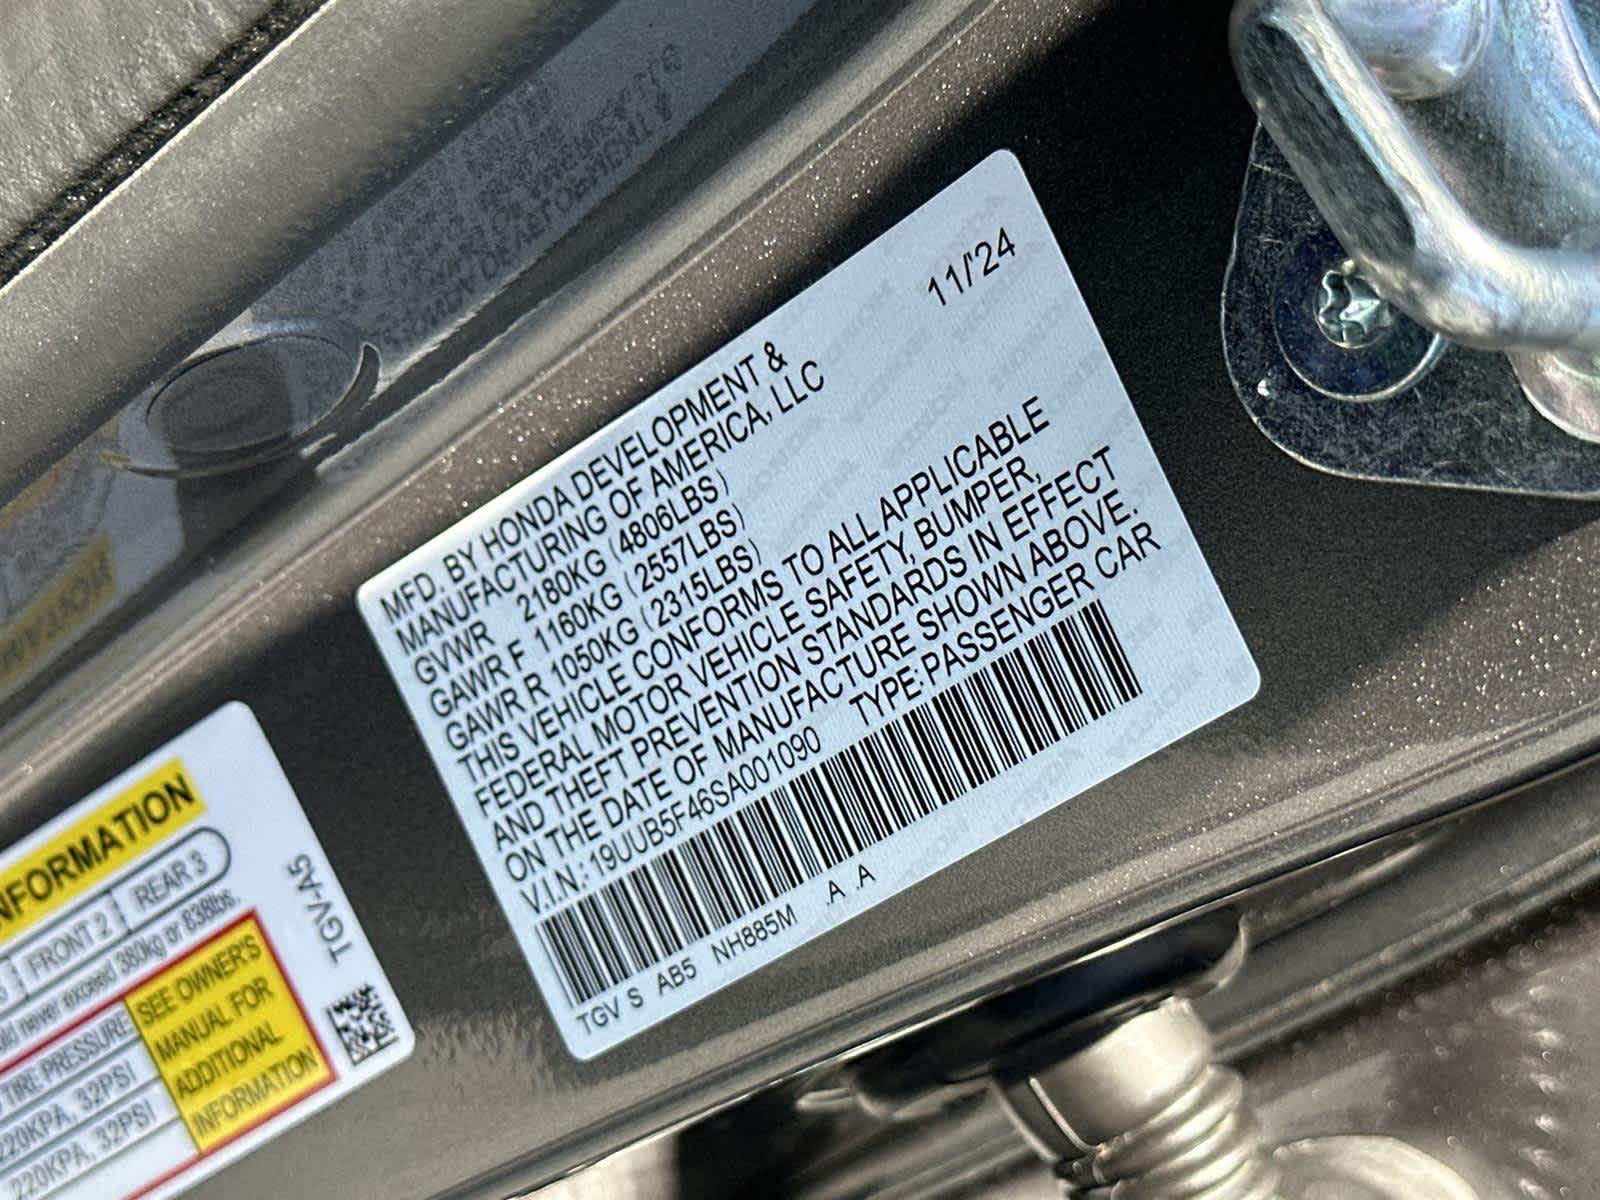 11/'24
MFD. BY HONDA DEVELOPMENT &
MANUFACTURING OF AMERICA, LLC
GVWR 2180KG (4806LBS)
GAWR F 1160KG (2557LBS)
GAWR R 1050KG (2315LBS)
THIS VEHICLE CONFORMS TO ALL APPLICABLE
FEDERAL MOTOR VEHICLE SAFETY, BUMPER,
AND THEFT PREVENTION STANDARDS IN EFFECT
ON THE DATE OF MANUFACTURE SHOWN ABOVE.
V.I.N.: 19UUB5F46SA001090 TYPE: PASSENGER CAR
TGV S AB5 NH885M .A .A
INFORMATION
FRONT 2 REAR 3
never exceed 380kg or 838lbs.
TIRE PRESSURE
220KPA, 32PSI
220KPA, 32PSI
SEE OWNER'S
MANUAL FOR
ADDITIONAL
INFORMATION
TGV-A5